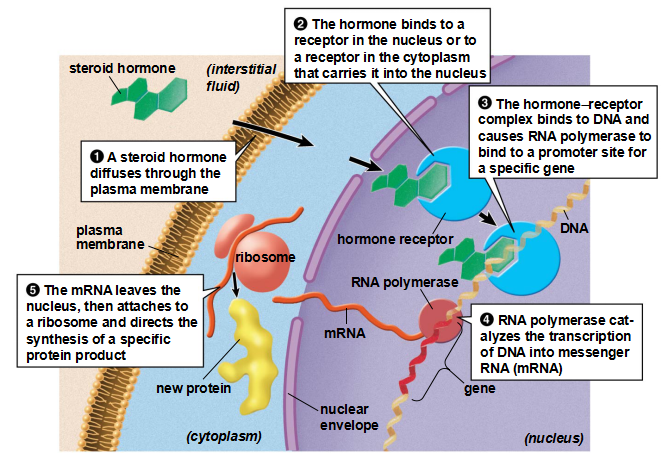 steroid hormone
(interstitial
fluid)
❷ The hormone binds to a
receptor in the nucleus or to
a receptor in the cytoplasm
that carries it into the nucleus
❸ The hormone–receptor
complex binds to DNA and
causes RNA polymerase to
bind to a promoter site for
a specific gene
❶ A steroid hormone
diffuses through the
plasma membrane
plasma
membrane
ribosome
hormone receptor
DNA
RNA polymerase
❺ The mRNA leaves the
nucleus, then attaches to
a ribosome and directs the
synthesis of a specific
protein product
mRNA
❹ RNA polymerase cat-
alyzes the transcription
of DNA into messenger
RNA (mRNA)
new protein
gene
nuclear
envelope
(cytoplasm)
(nucleus)